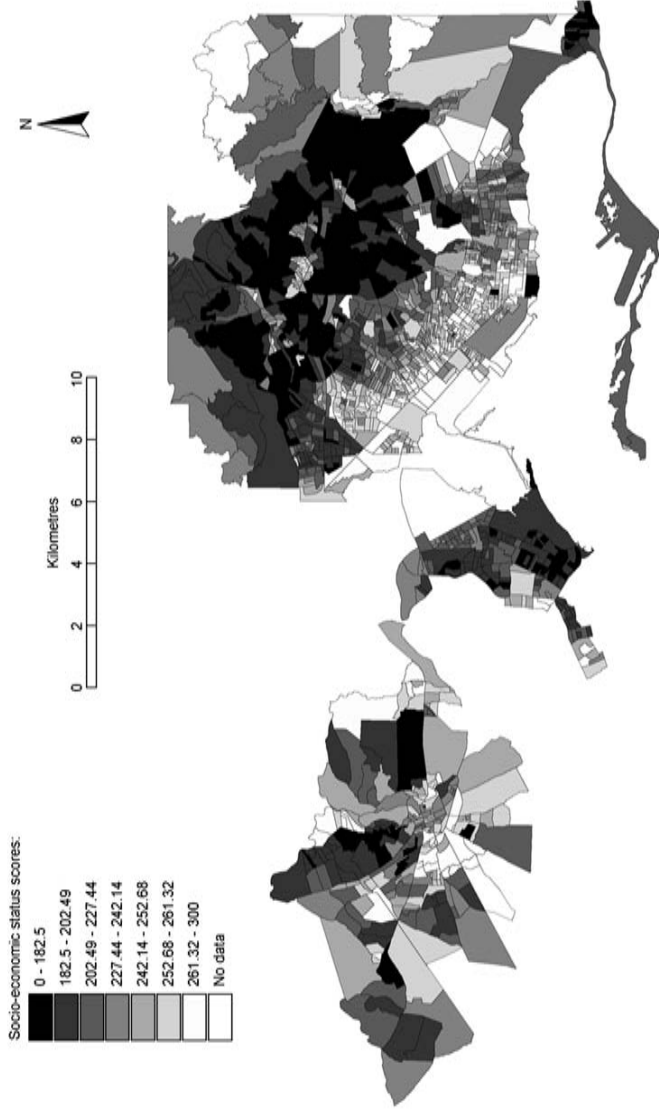 Socio-economic status scores:
0 - 182.5
182.5 - 202.49
202.49 - 227.44
227.44 - 242.14
242.14 - 252.68
252.68 - 261.32
261.32 - 300
No data
Kilometres
0 2 4 6 8 10
N